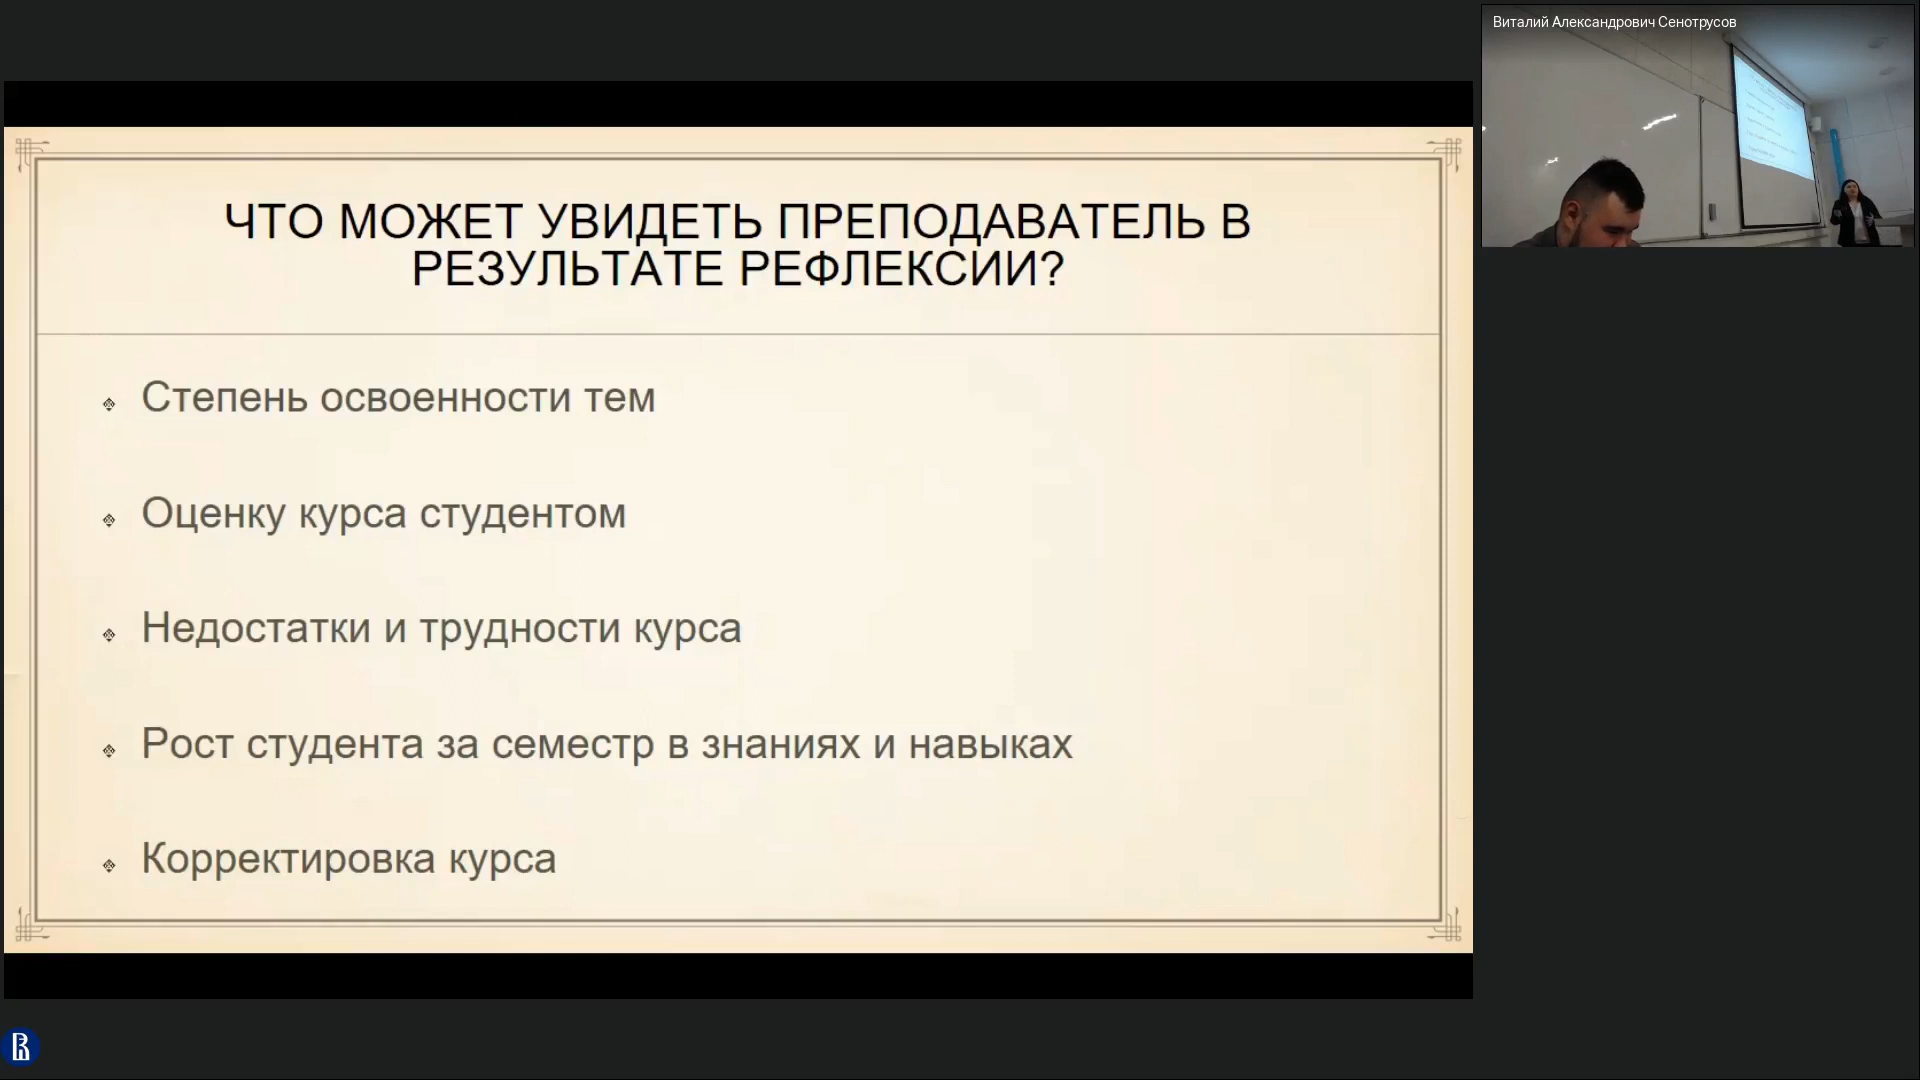 Виталий Александрович Сенотрусов
ЧТО МОЖЕТ УВИДЕТЬ ПРЕПОДАВАТЕЛЬ В
РЕЗУЛЬТАТЕ РЕФЛЕКСИИ?
Степень освоенности тем
Оценку курса студентом
Недостатки и трудности курса
Рост студента за семестр в знаниях и навыках
Корректировка курса